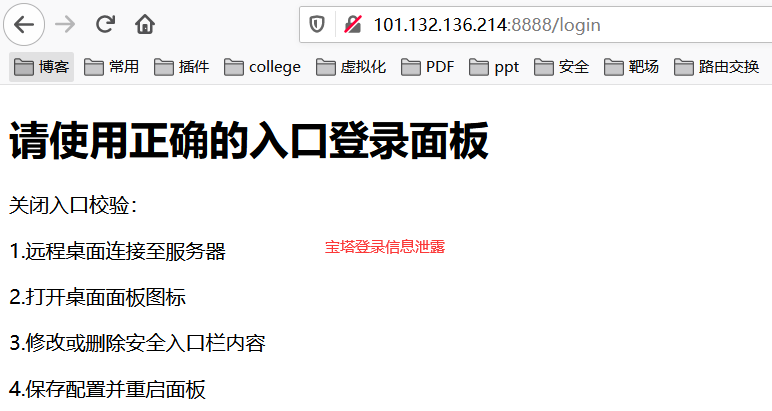 101.132.136.214:8888/login
博客 常用 插件 college 虚拟化 PDF ppt 安全 靶场 路由交换
请使用正确的入口登录面板
关闭入口校验：
1.远程桌面连接至服务器
宝塔登录信息泄露
2.打开桌面面板图标
3.修改或删除安全入口栏内容
4.保存配置并重启面板